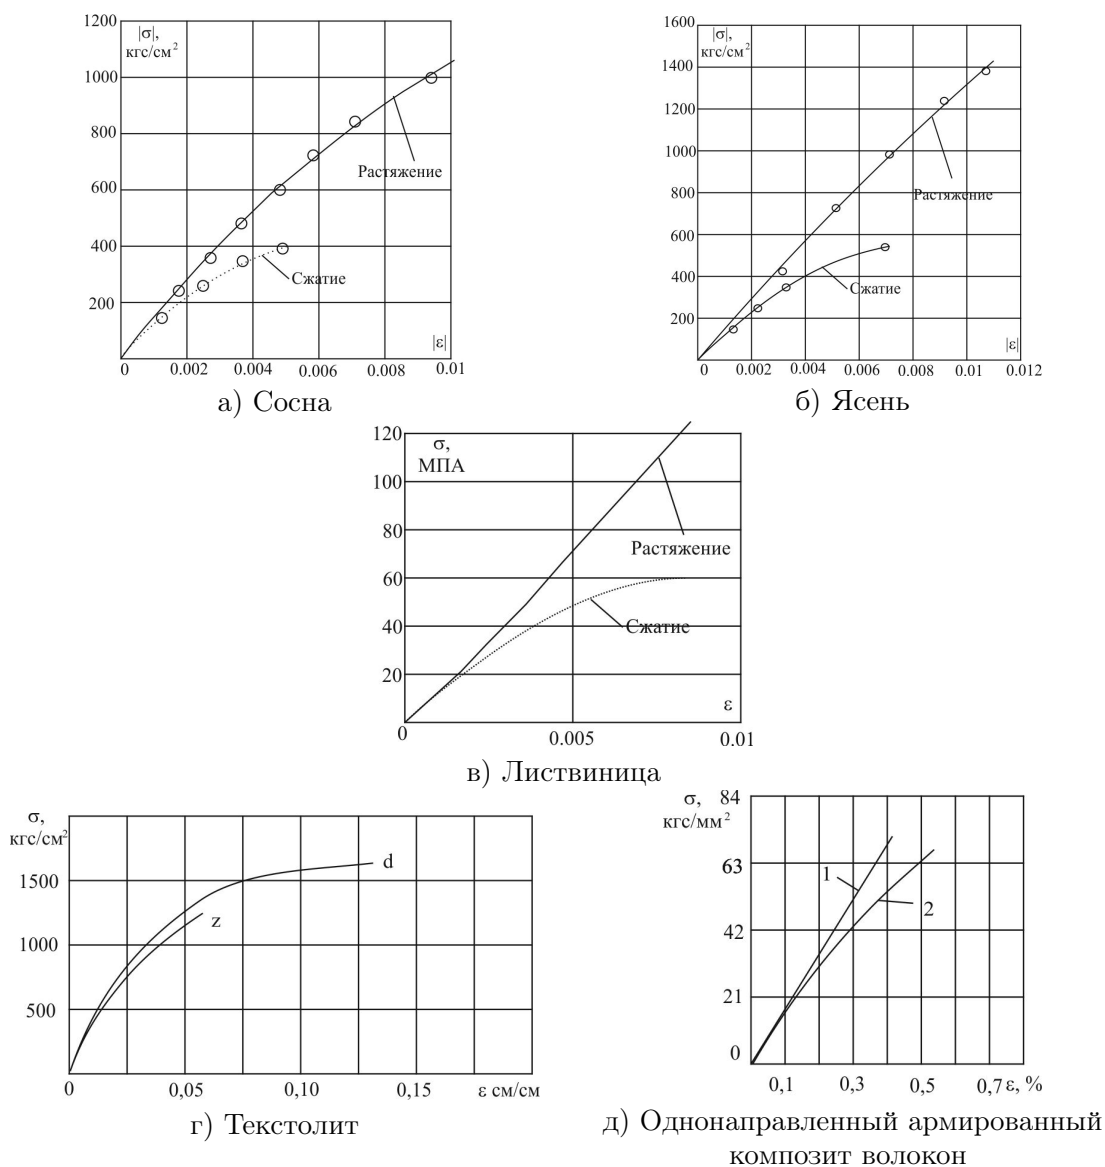 1200
|σ|,
кгс/см²
1000
800
600
400
200
Растяжение
Сжатие
|ε|
0 0.002 0.004 0.006 0.008 0.01
а) Сосна
1600
|σ|,
кгс/см²
1400
1200
1000
800
600
400
200
Растяжение
Сжатие
|ε|
0 0.002 0.004 0.006 0.008 0.01 0.012
б) Ясень
120
σ,
МПА
100
80
60
40
20
Растяжение
Сжатие
ε
0 0.005 0.01
в) Листвиница
σ,
кгс/см²
1500
1000
500
d
z
0 0,05 0,10 0,15 ε см/см
г) Текстолит
σ, 84
кгс/мм²
63
42
21
0
1
2
0,1 0,3 0,5 0,7 ε, %
д) Однонаправленный армированный
композит волокон